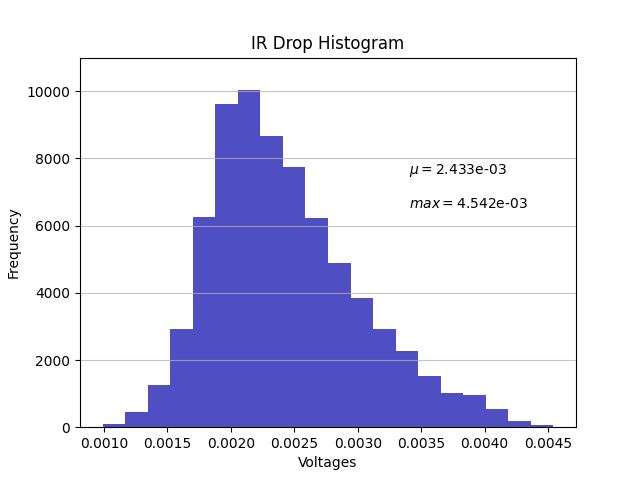 IR Drop Histogram
10000
8000
6000
4000
2000
0
Frequency
μ = 2.433e-03
max = 4.542e-03
0.0010 0.0015 0.0020 0.0025 0.0030 0.0035 0.0040 0.0045
Voltages